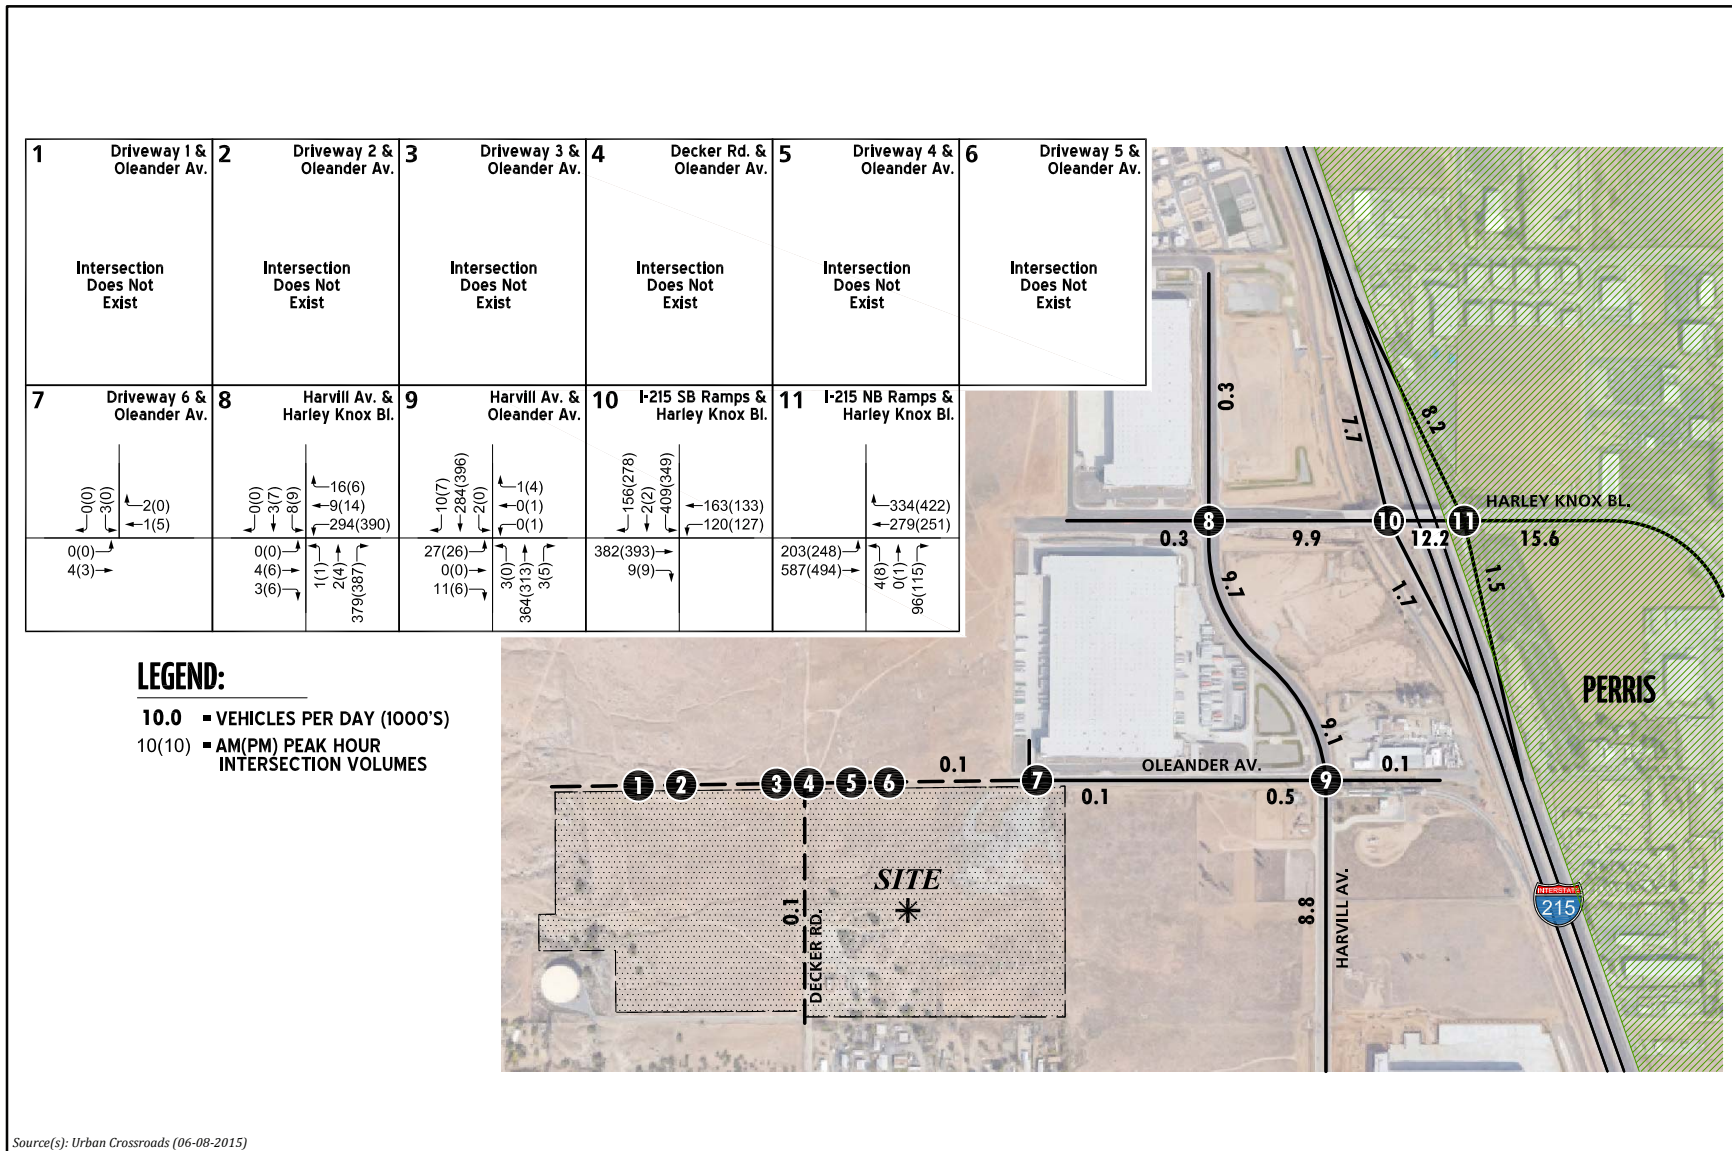 1
Driveway 1 &
Oleander Av.
Intersection
Does Not
Exist
2
Driveway 2 &
Oleander Av.
Intersection
Does Not
Exist
3
Driveway 3 &
Oleander Av.
Intersection
Does Not
Exist
4
Decker Rd. &
Oleander Av.
Intersection
Does Not
Exist
5
Driveway 4 &
Oleander Av.
Intersection
Does Not
Exist
6
Driveway 5 &
Oleander Av.
Intersection
Does Not
Exist
7
Driveway 6 &
Oleander Av.
0(0)
3(0)
2(0)
1(5)
0(0)
4(3)
8
Harvill Av. &
Harley Knox Bl.
0(0)
3(7)
8(9)
16(6)
9(14)
294(390)
0(0)
4(6)
3(6)
1(1)
2(4)
379(387)
9
Harvill Av. &
Oleander Av.
10(7)
284(396)
2(0)
1(4)
0(1)
0(1)
27(26)
0(0)
11(6)
3(0)
364(313)
3(5)
10
I-215 SB Ramps &
Harley Knox Bl.
156(278)
2(2)
409(349)
163(133)
120(127)
382(393)
9(9)
11
I-215 NB Ramps &
Harley Knox Bl.
334(422)
279(251)
203(248)
587(494)
4(8)
0(1)
96(115)
LEGEND:
10.0 = VEHICLES PER DAY (1000'S)
10(10) = AM(PM) PEAK HOUR
INTERSECTION VOLUMES
0.3
7.7
8.2
HARLEY KNOX BL.
8
10
11
0.3
9.9
12.2
15.6
9.7
1.7
1.5
PERRIS
9.1
OLEANDER AV.
0.1
0.1
1
2
3
4
5
6
7
9
0.1
0.5
SITE
0.1
DECKER RD.
8.8
HARVILL AV.
INTERSTATE
215
Source(s): Urban Crossroads (06-08-2015)